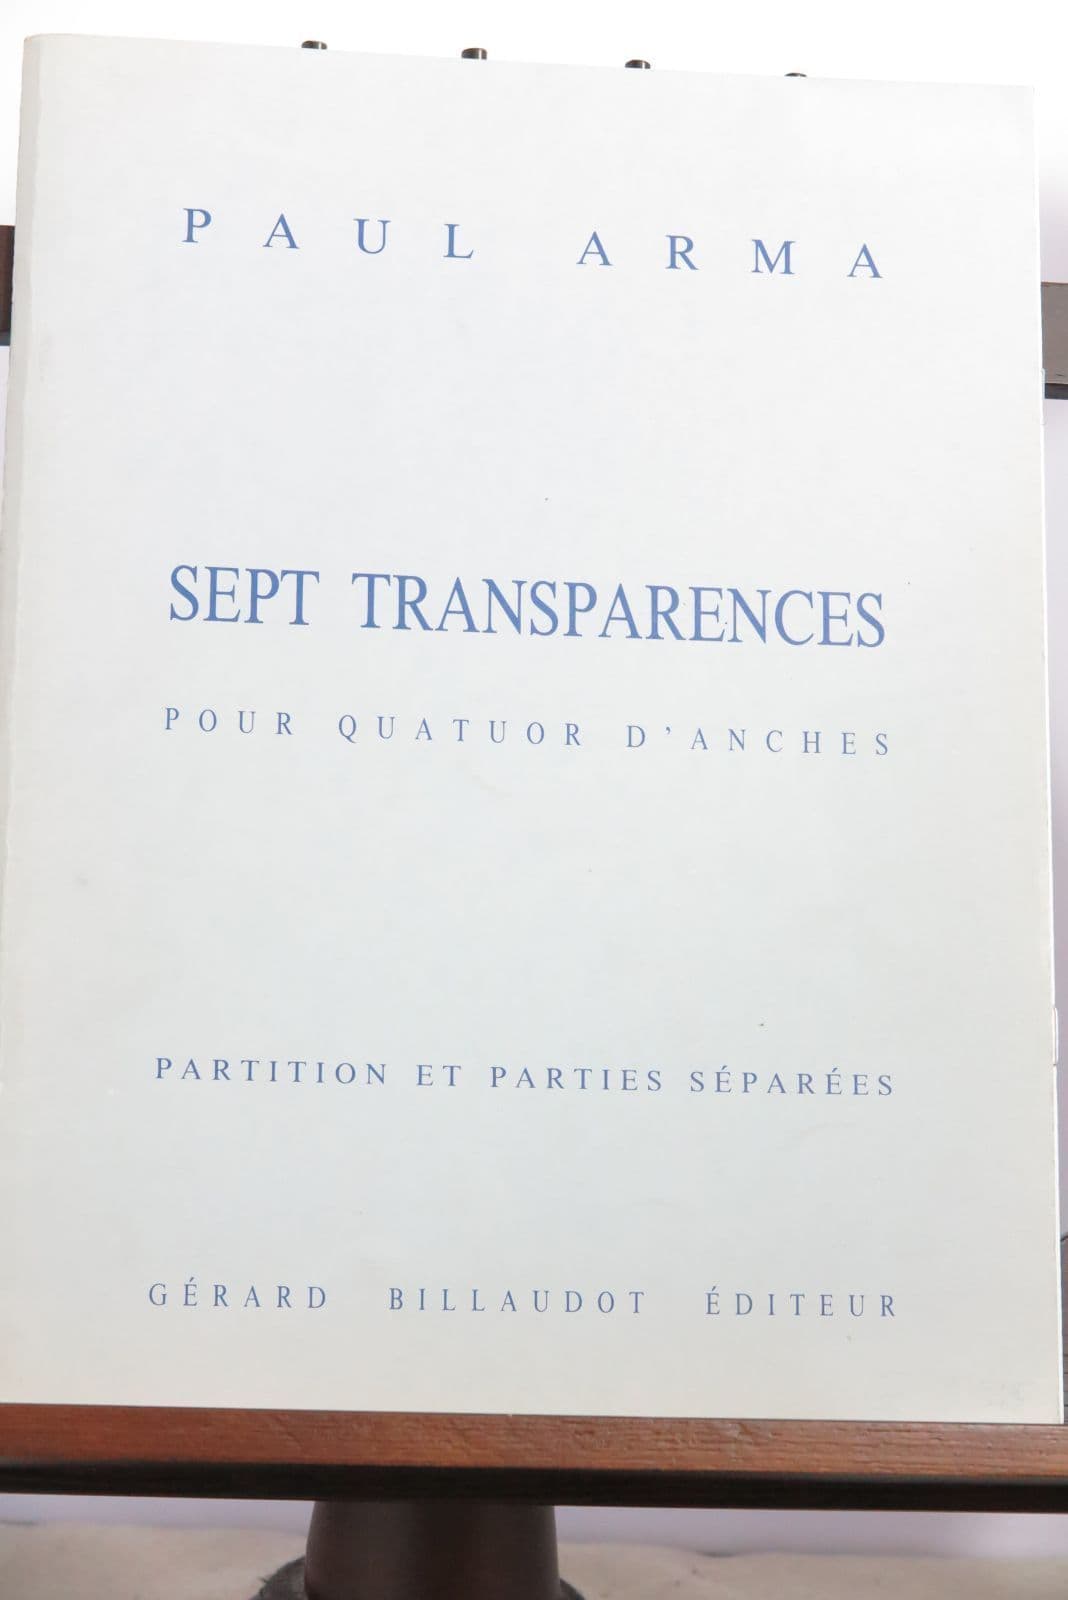 PAUL ARMA
SEPT TRANSPARENCES
POUR QUATUOR D'ANCHES
PARTITION ET PARTIES SÉPARÉES
GÉRARD BILLAUDOT ÉDITEUR